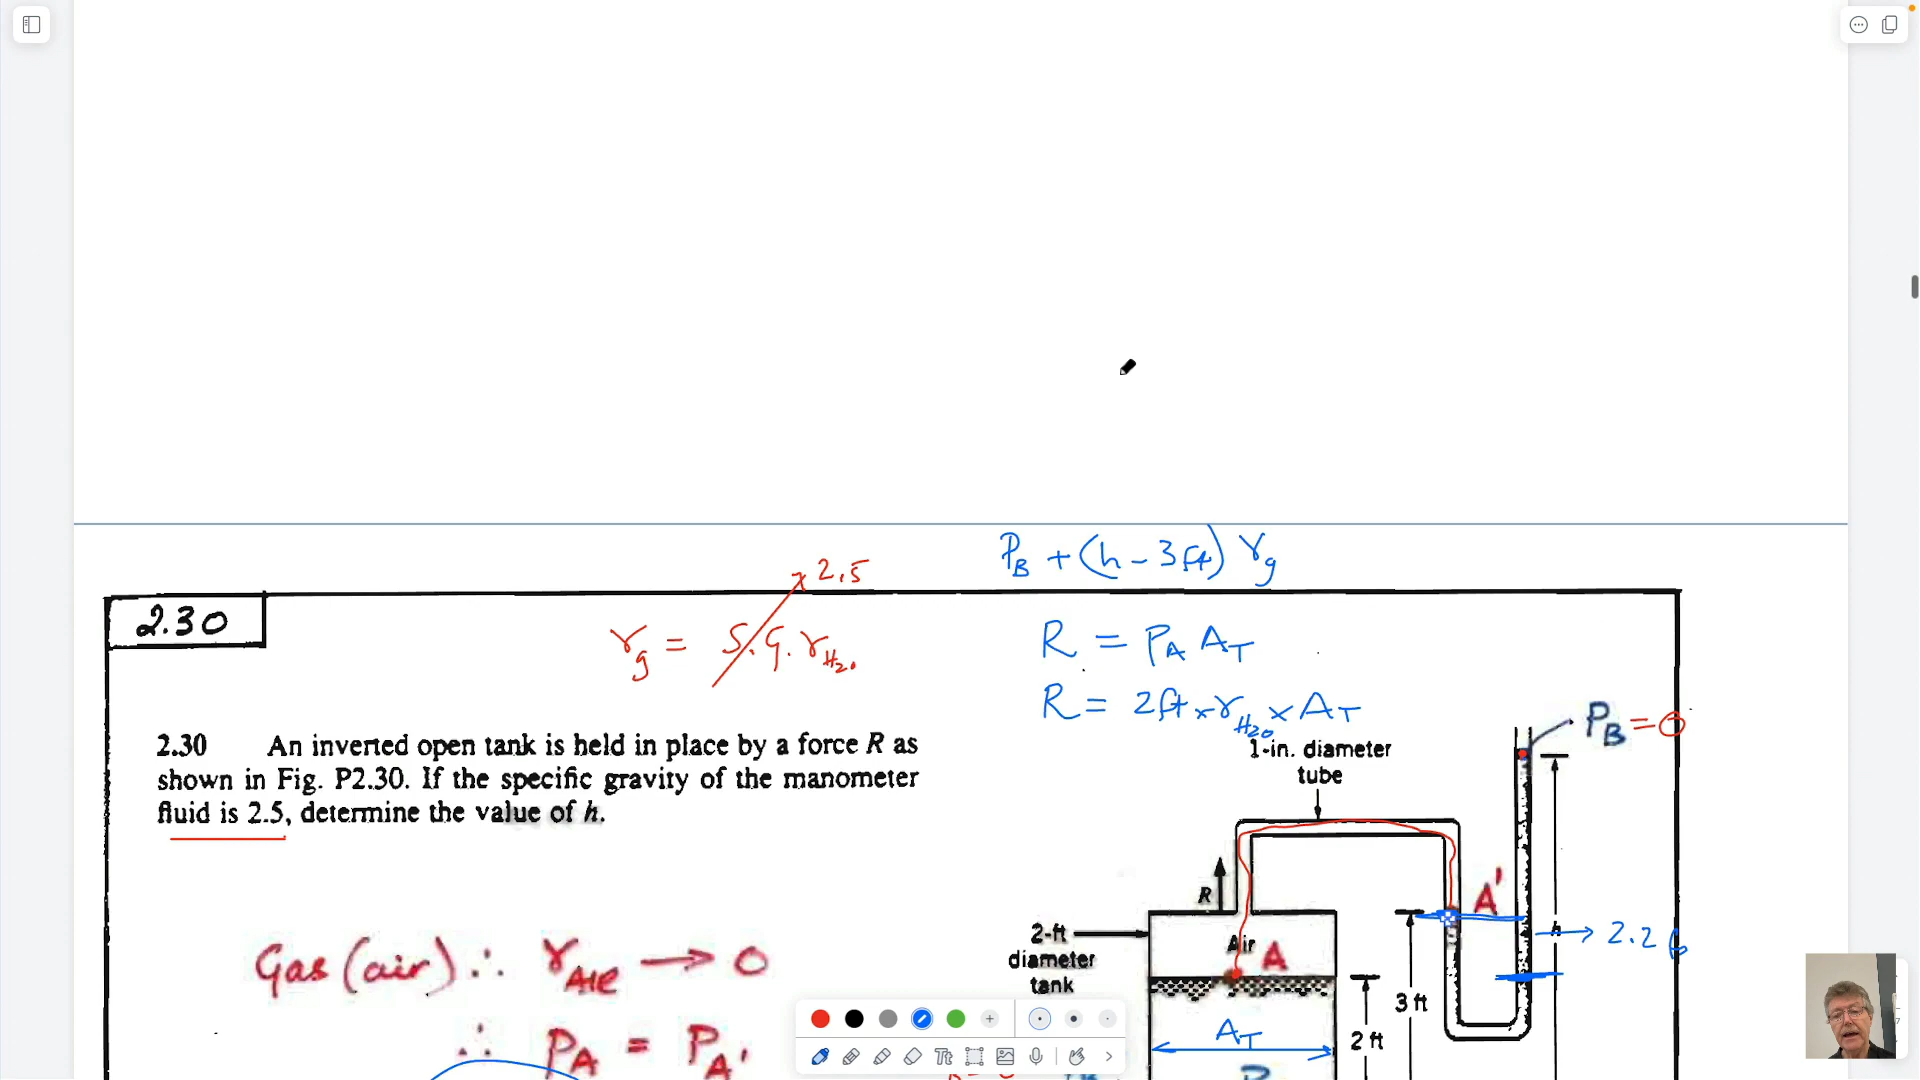 P_B + (h - 3ft) γ_g
x 2.5
2.30
γ_g = S.G. γ_H₂O
R = P_A A_T
R = 2ft × γ_H₂O × A_T
P_B = 0
2.30 An inverted open tank is held in place by a force R as
shown in Fig. P2.30. If the specific gravity of the manometer
fluid is 2.5, determine the value of h.
1-in. diameter
tube
R
A'
2-ft
diameter
tank
Air A
h
2.2
Gas (air) ∴ γ_AIR → 0
3 ft
∴ P_A = P_A'
A_T
2 ft
Tt